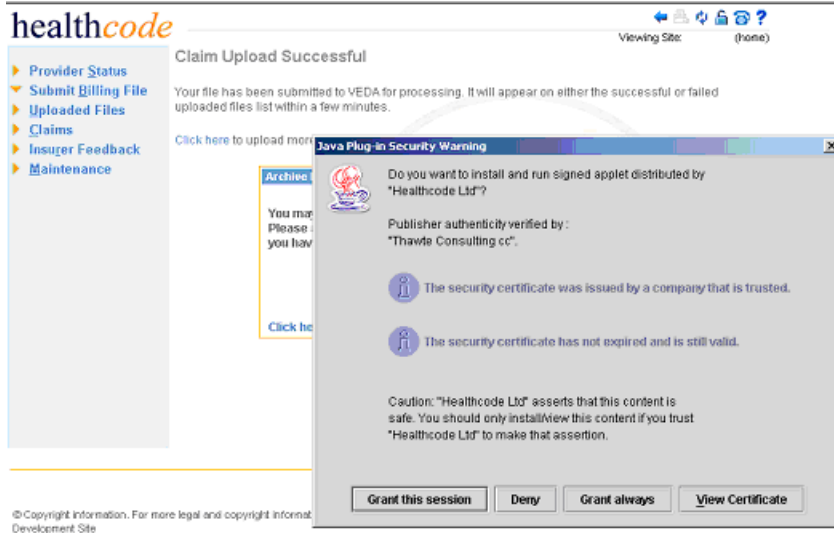 healthcode
Viewing Site: (home)
Claim Upload Successful
Provider Status
Submit Billing File
Uploaded Files
Claims
Insurer Feedback
Maintenance
Your file has been submitted to VEDA for processing. It will appear on either the successful or failed
uploaded files list within a few minutes.
Click here to upload more
Archive
You may
Please
you hav
Click he
Java Plug-in Security Warning
Do you want to install and run signed applet distributed by
"Healthcode Ltd"?
Publisher authenticity verified by :
"Thawte Consulting cc".
The security certificate was issued by a company that is trusted.
The security certificate has not expired and is still valid.
Caution: "Healthcode Ltd" asserts that this content is
safe. You should only install/view this content if you trust
"Healthcode Ltd" to make that assertion.
Grant this session
Deny
Grant always
View Certificate
© Copyright information. For more legal and copyright informat
Development Site